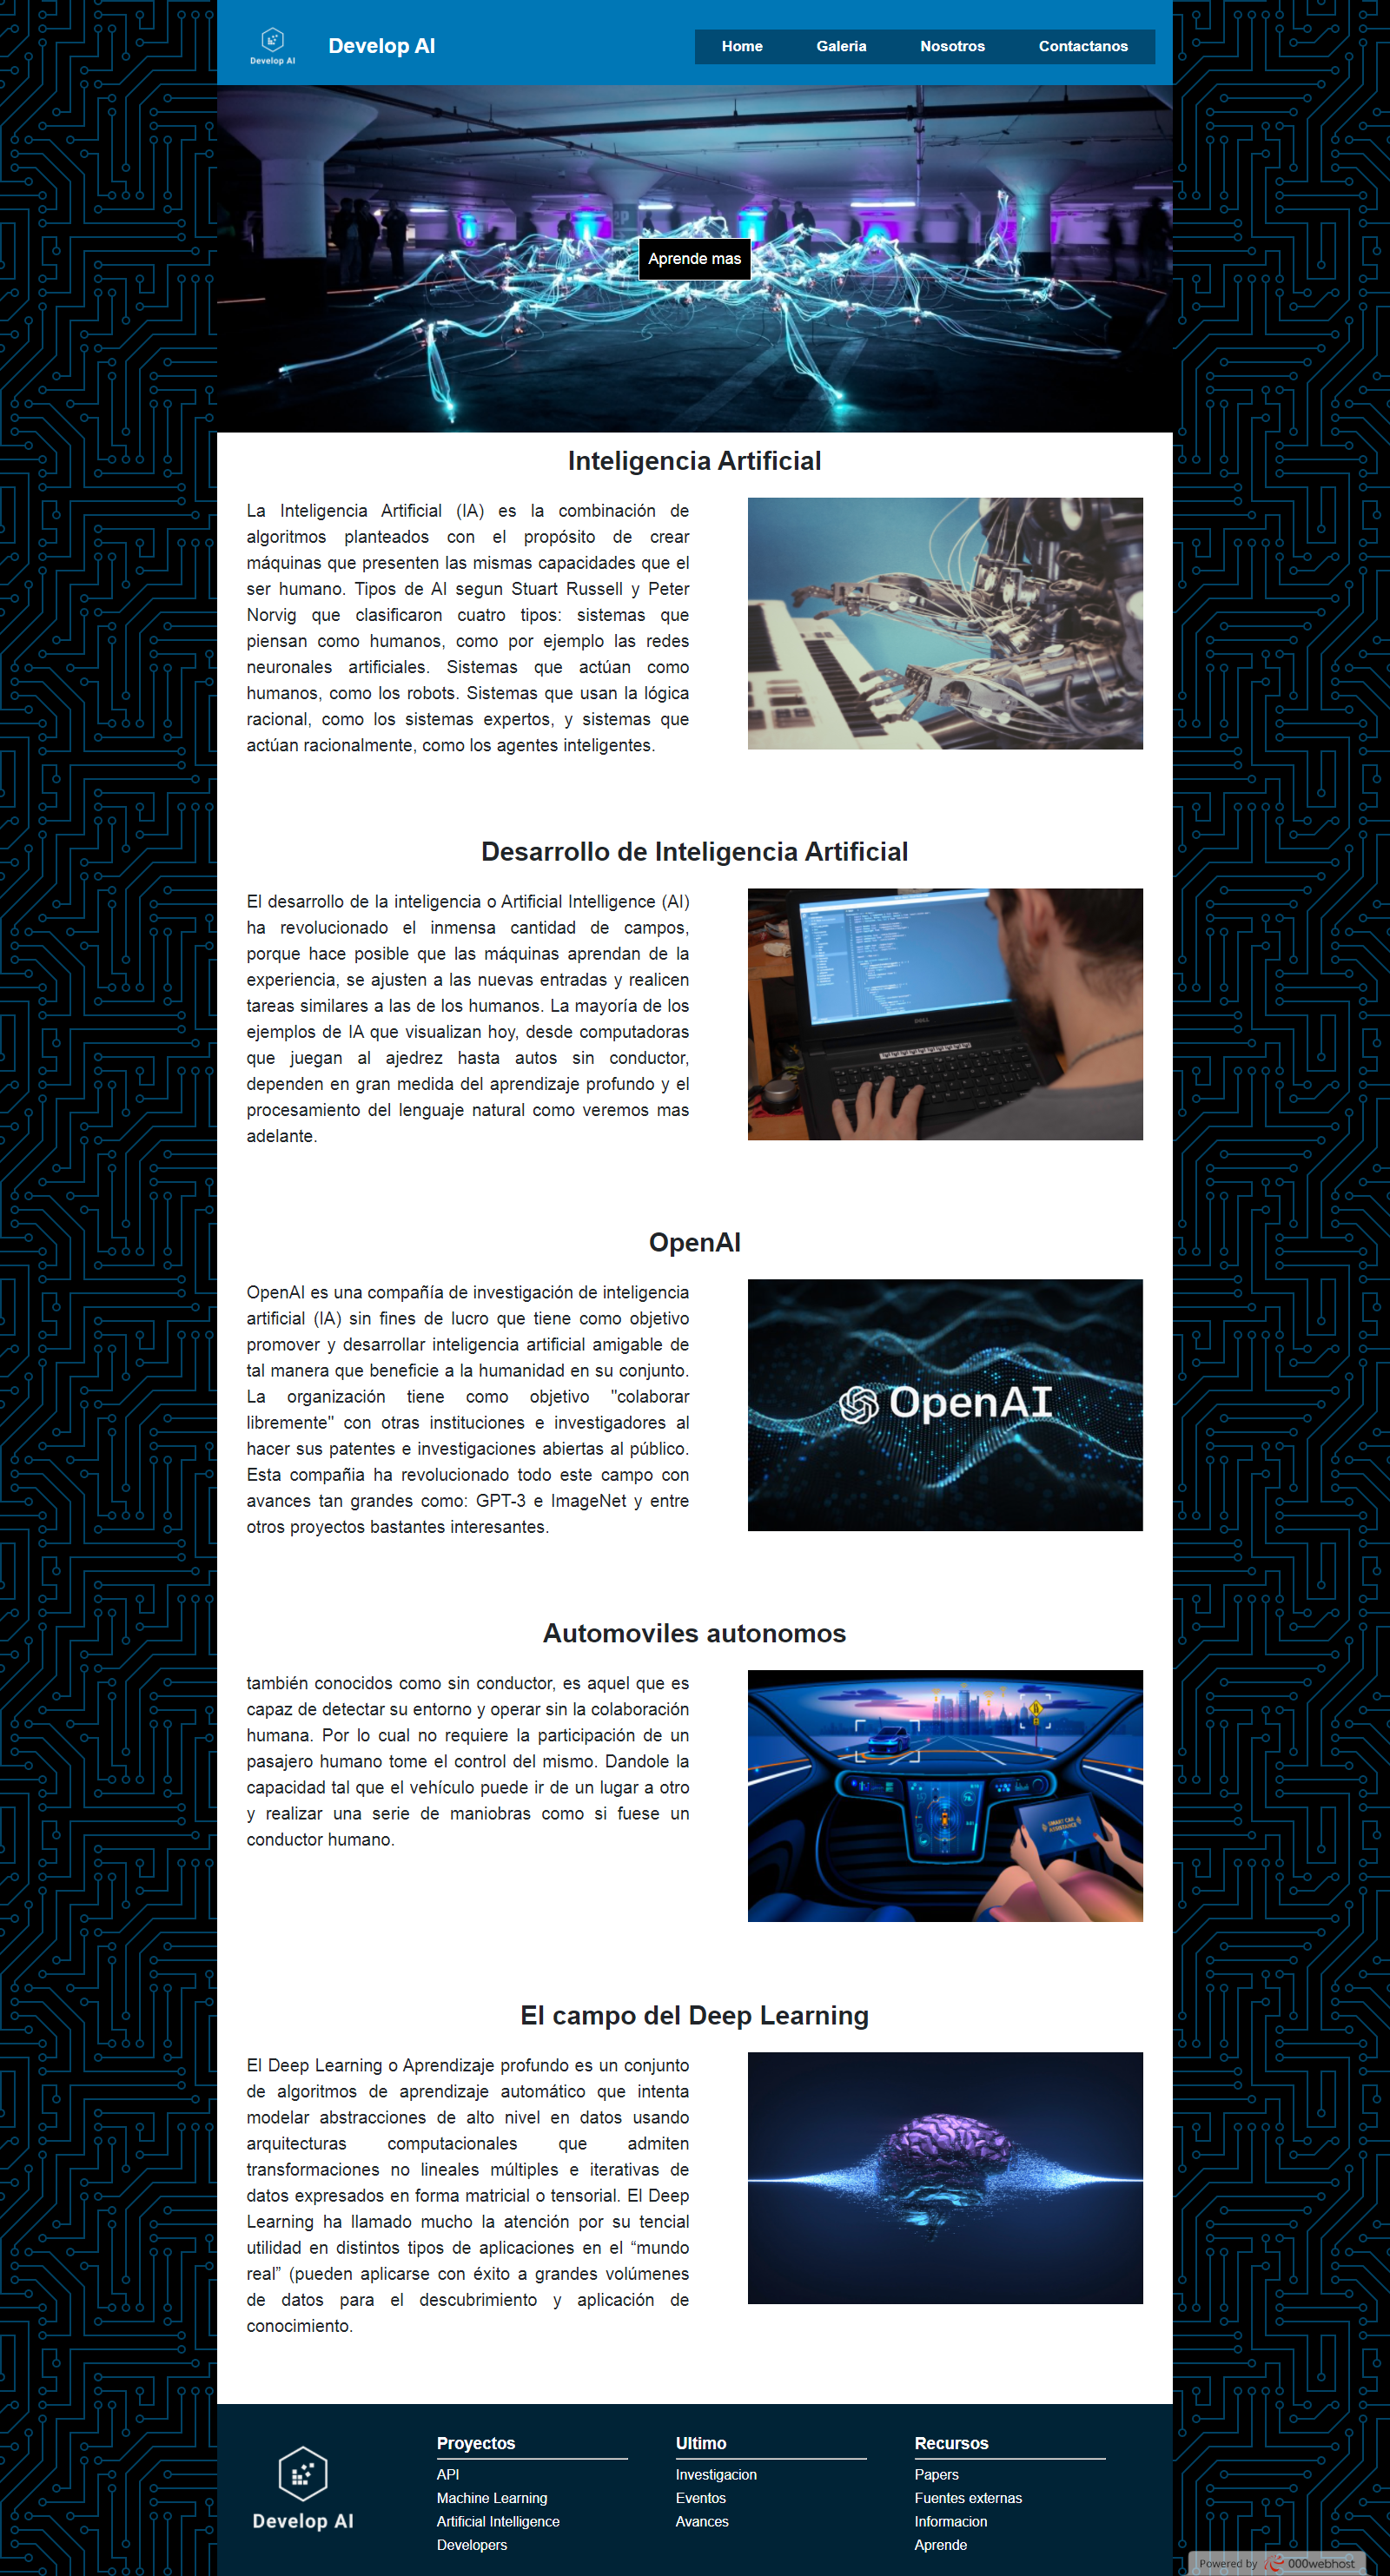 Develop AI
Develop AI
Home Galeria Nosotros Contactanos
Aprende mas
Inteligencia Artificial
La Inteligencia Artificial (IA) es la combinación de
algoritmos planteados con el propósito de crear
máquinas que presenten las mismas capacidades que el
ser humano. Tipos de AI segun Stuart Russell y Peter
Norvig que clasificaron cuatro tipos: sistemas que
piensan como humanos, como por ejemplo las redes
neuronales artificiales. Sistemas que actúan como
humanos, como los robots. Sistemas que usan la lógica
racional, como los sistemas expertos, y sistemas que
actúan racionalmente, como los agentes inteligentes.
Desarrollo de Inteligencia Artificial
El desarrollo de la inteligencia o Artificial Intelligence (AI)
ha revolucionado el inmensa cantidad de campos,
porque hace posible que las máquinas aprendan de la
experiencia, se ajusten a las nuevas entradas y realicen
tareas similares a las de los humanos. La mayoría de los
ejemplos de IA que visualizan hoy, desde computadoras
que juegan al ajedrez hasta autos sin conductor,
dependen en gran medida del aprendizaje profundo y el
procesamiento del lenguaje natural como veremos mas
adelante.
DELL
OpenAI
OpenAI es una compañía de investigación de inteligencia
artificial (IA) sin fines de lucro que tiene como objetivo
promover y desarrollar inteligencia artificial amigable de
tal manera que beneficie a la humanidad en su conjunto.
La organización tiene como objetivo "colaborar
libremente" con otras instituciones e investigadores al
hacer sus patentes e investigaciones abiertas al público.
Esta compañia ha revolucionado todo este campo con
avances tan grandes como: GPT-3 e ImageNet y entre
otros proyectos bastantes interesantes.
OpenAI
Automoviles autonomos
también conocidos como sin conductor, es aquel que es
capaz de detectar su entorno y operar sin la colaboración
humana. Por lo cual no requiere la participación de un
pasajero humano tome el control del mismo. Dandole la
capacidad tal que el vehículo puede ir de un lugar a otro
y realizar una serie de maniobras como si fuese un
conductor humano.
SMART CAR
ASSISTANCE
El campo del Deep Learning
El Deep Learning o Aprendizaje profundo es un conjunto
de algoritmos de aprendizaje automático que intenta
modelar abstracciones de alto nivel en datos usando
arquitecturas computacionales que admiten
transformaciones no lineales múltiples e iterativas de
datos expresados en forma matricial o tensorial. El Deep
Learning ha llamado mucho la atención por su tencial
utilidad en distintos tipos de aplicaciones en el “mundo
real” (pueden aplicarse con éxito a grandes volúmenes
de datos para el descubrimiento y aplicación de
conocimiento.
Develop AI
Proyectos
API
Machine Learning
Artificial Intelligence
Developers
Ultimo
Investigacion
Eventos
Avances
Recursos
Papers
Fuentes externas
Informacion
Aprende
Powered by 000webhost